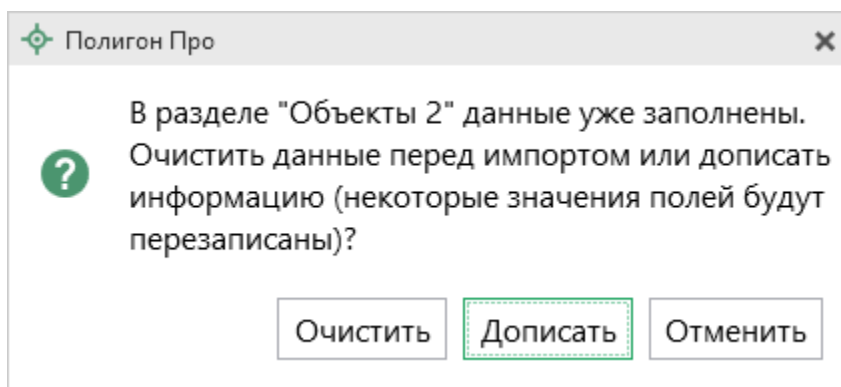 Полигон Про
В разделе "Объекты 2" данные уже заполнены.
Очистить данные перед импортом или дописать
информацию (некоторые значения полей будут
перезаписаны)?
Очистить Дописать Отменить